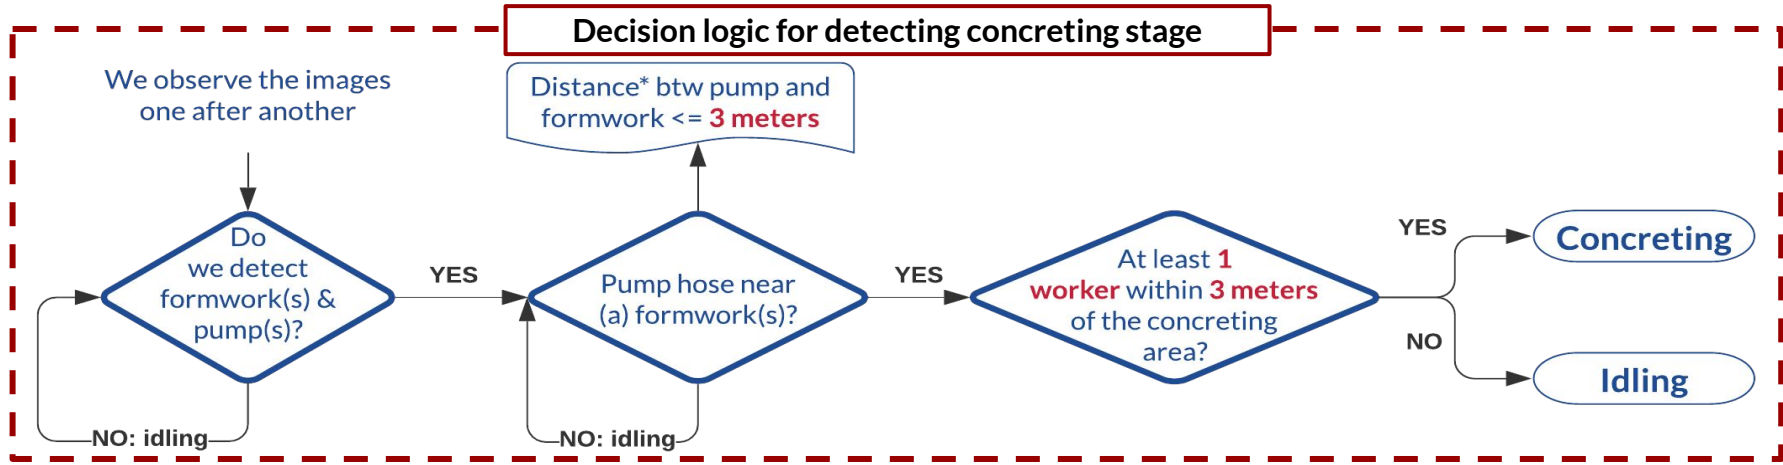 Decision logic for detecting concreting stage
We observe the images
one after another
Distance* btw pump and
formwork <= 3 meters
Do
we detect
formwork(s) &
pump(s)?
YES
NO: idling
Pump hose near
(a) formwork(s)?
YES
NO: idling
At least 1
worker within 3 meters
of the concreting
area?
YES
Concreting
NO
Idling